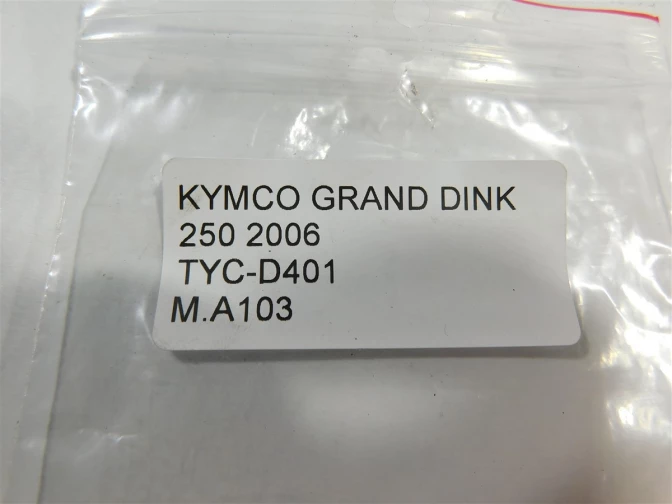 KYMCO GRAND DINK
250 2006
TYC-D401
M.A103